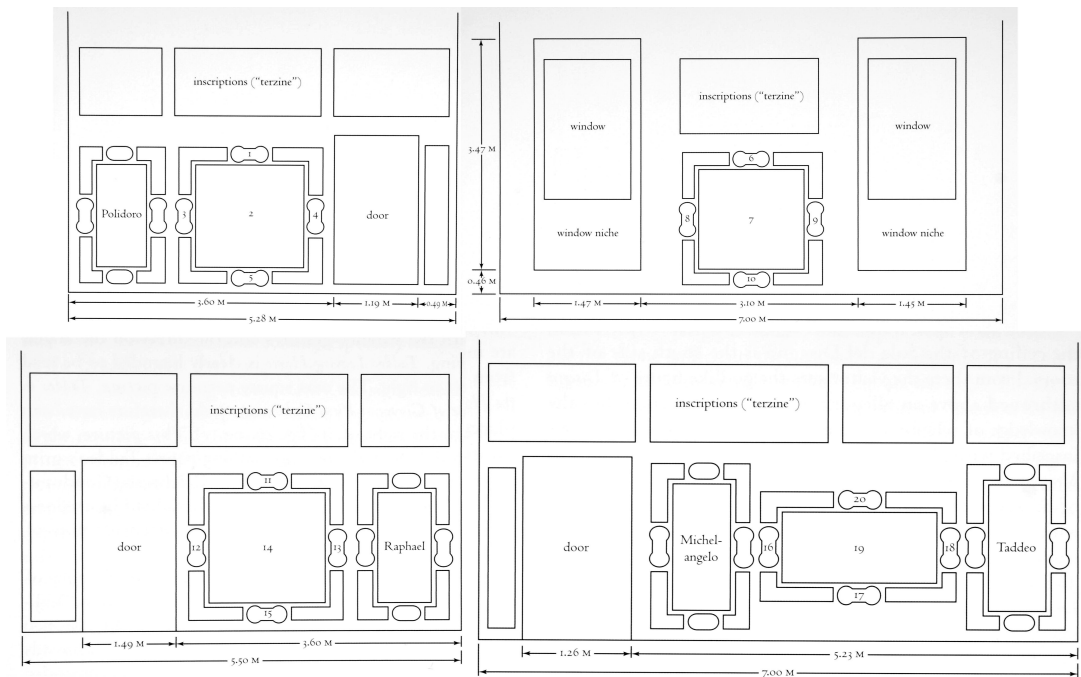 inscriptions (“terzine”)
1
Polidoro
3
2
4
door
5
3.60 M
1.19 M
0.49 M
5.28 M
3.47 M
0.46 M
window
inscriptions (“terzine”)
window
6
8
7
9
window niche
window niche
10
1.47 M
3.10 M
1.45 M
7.00 M
inscriptions (“terzine”)
11
door
12
14
13
Raphael
15
1.49 M
3.60 M
5.50 M
inscriptions (“terzine”)
20
door
Michel-
angelo
16
19
18
Taddeo
17
1.26 M
5.23 M
7.00 M